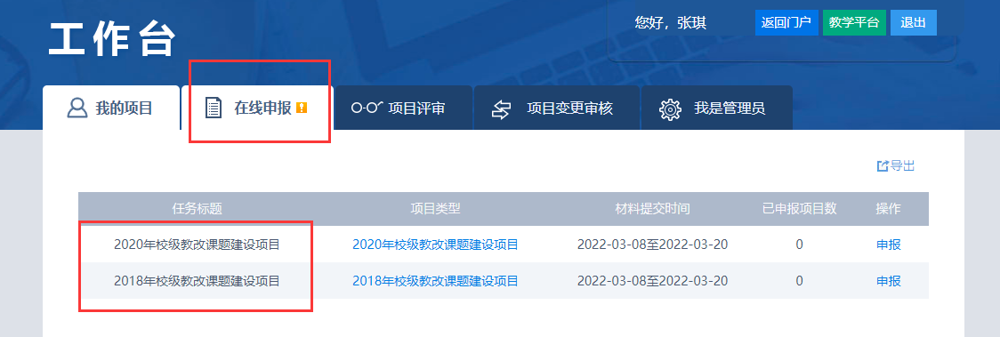 工作台
您好，张琪
返回门户
教学平台
退出
我的项目
在线申报
项目评审
项目变更审核
我是管理员
导出
任务标题 项目类型 材料提交时间 已申报项目数 操作
2020年校级教改课题建设项目 2020年校级教改课题建设项目 2022-03-08至2022-03-20 0 申报
2018年校级教改课题建设项目 2018年校级教改课题建设项目 2022-03-08至2022-03-20 0 申报